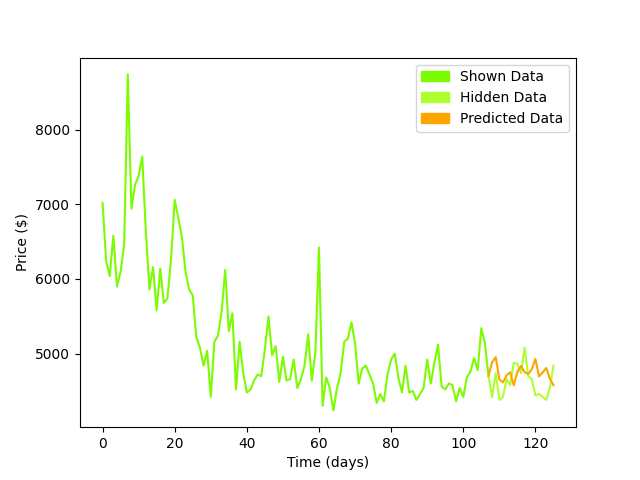 Shown Data
Hidden Data
Predicted Data
8000
7000
6000
5000
Price ($)
0
20
40
60
80
100
120
Time (days)